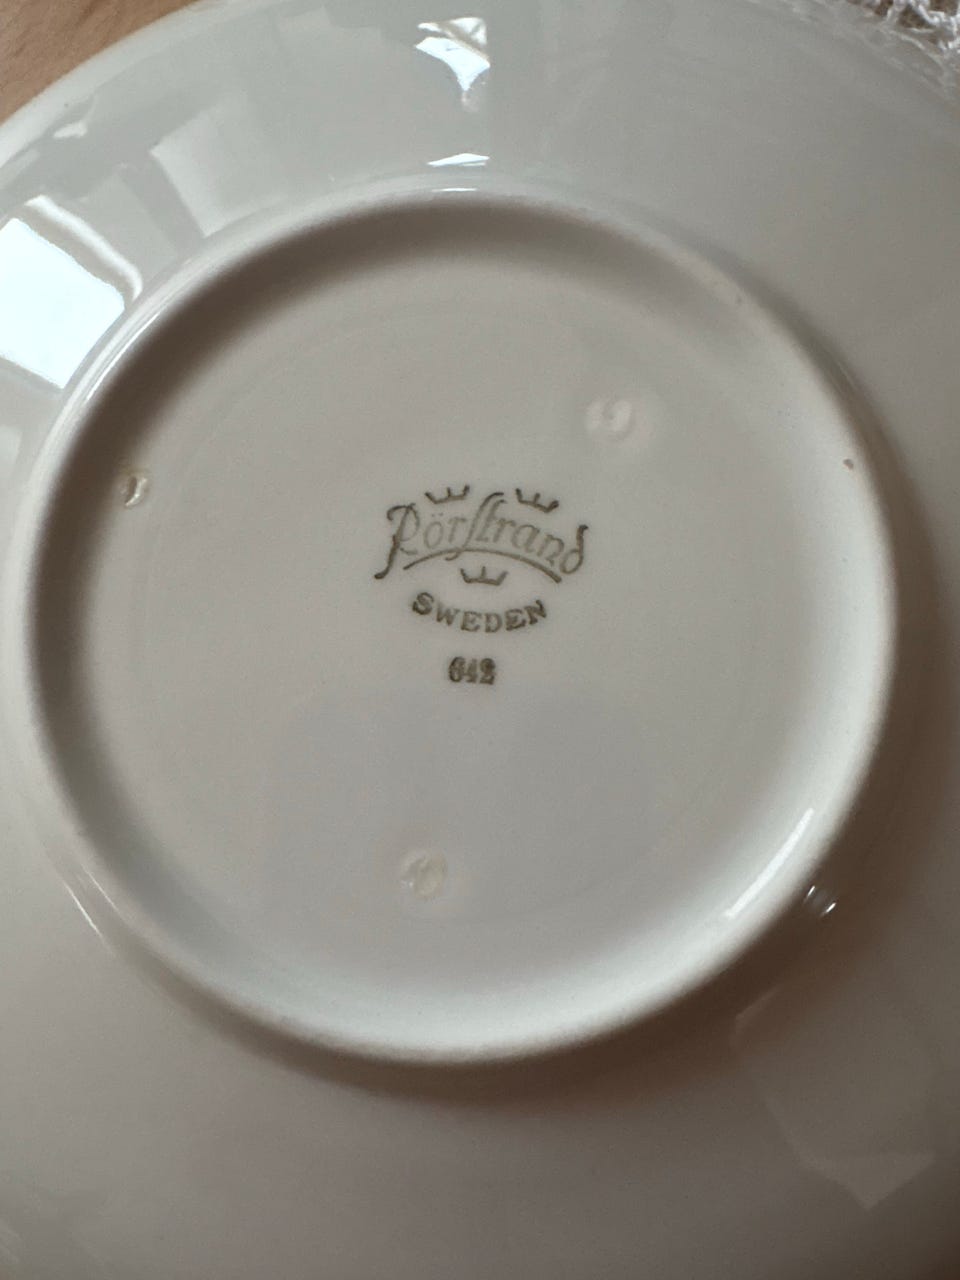 Rörstrand
SWEDEN
642